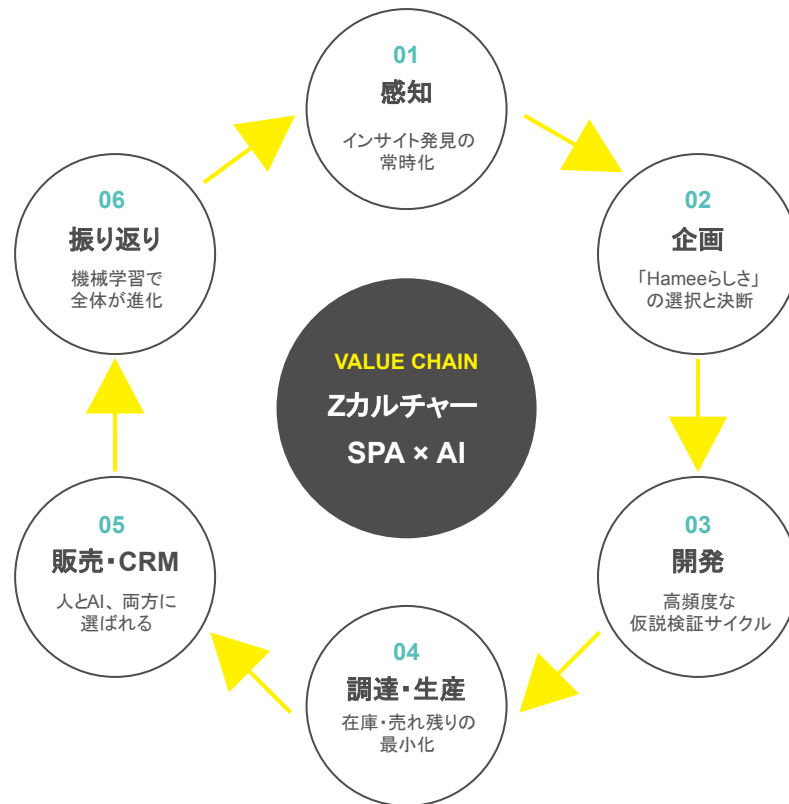 01
感知
インサイト発見の
常時化
02
企画
「Hameeらしさ」
の選択と決断
03
開発
高頻度な
仮説検証サイクル
04
調達・生産
在庫・売れ残りの
最小化
05
販売・CRM
人とAI、両方に
選ばれる
06
振り返り
機械学習で
全体が進化
VALUE CHAIN
Zカルチャー
SPA × AI